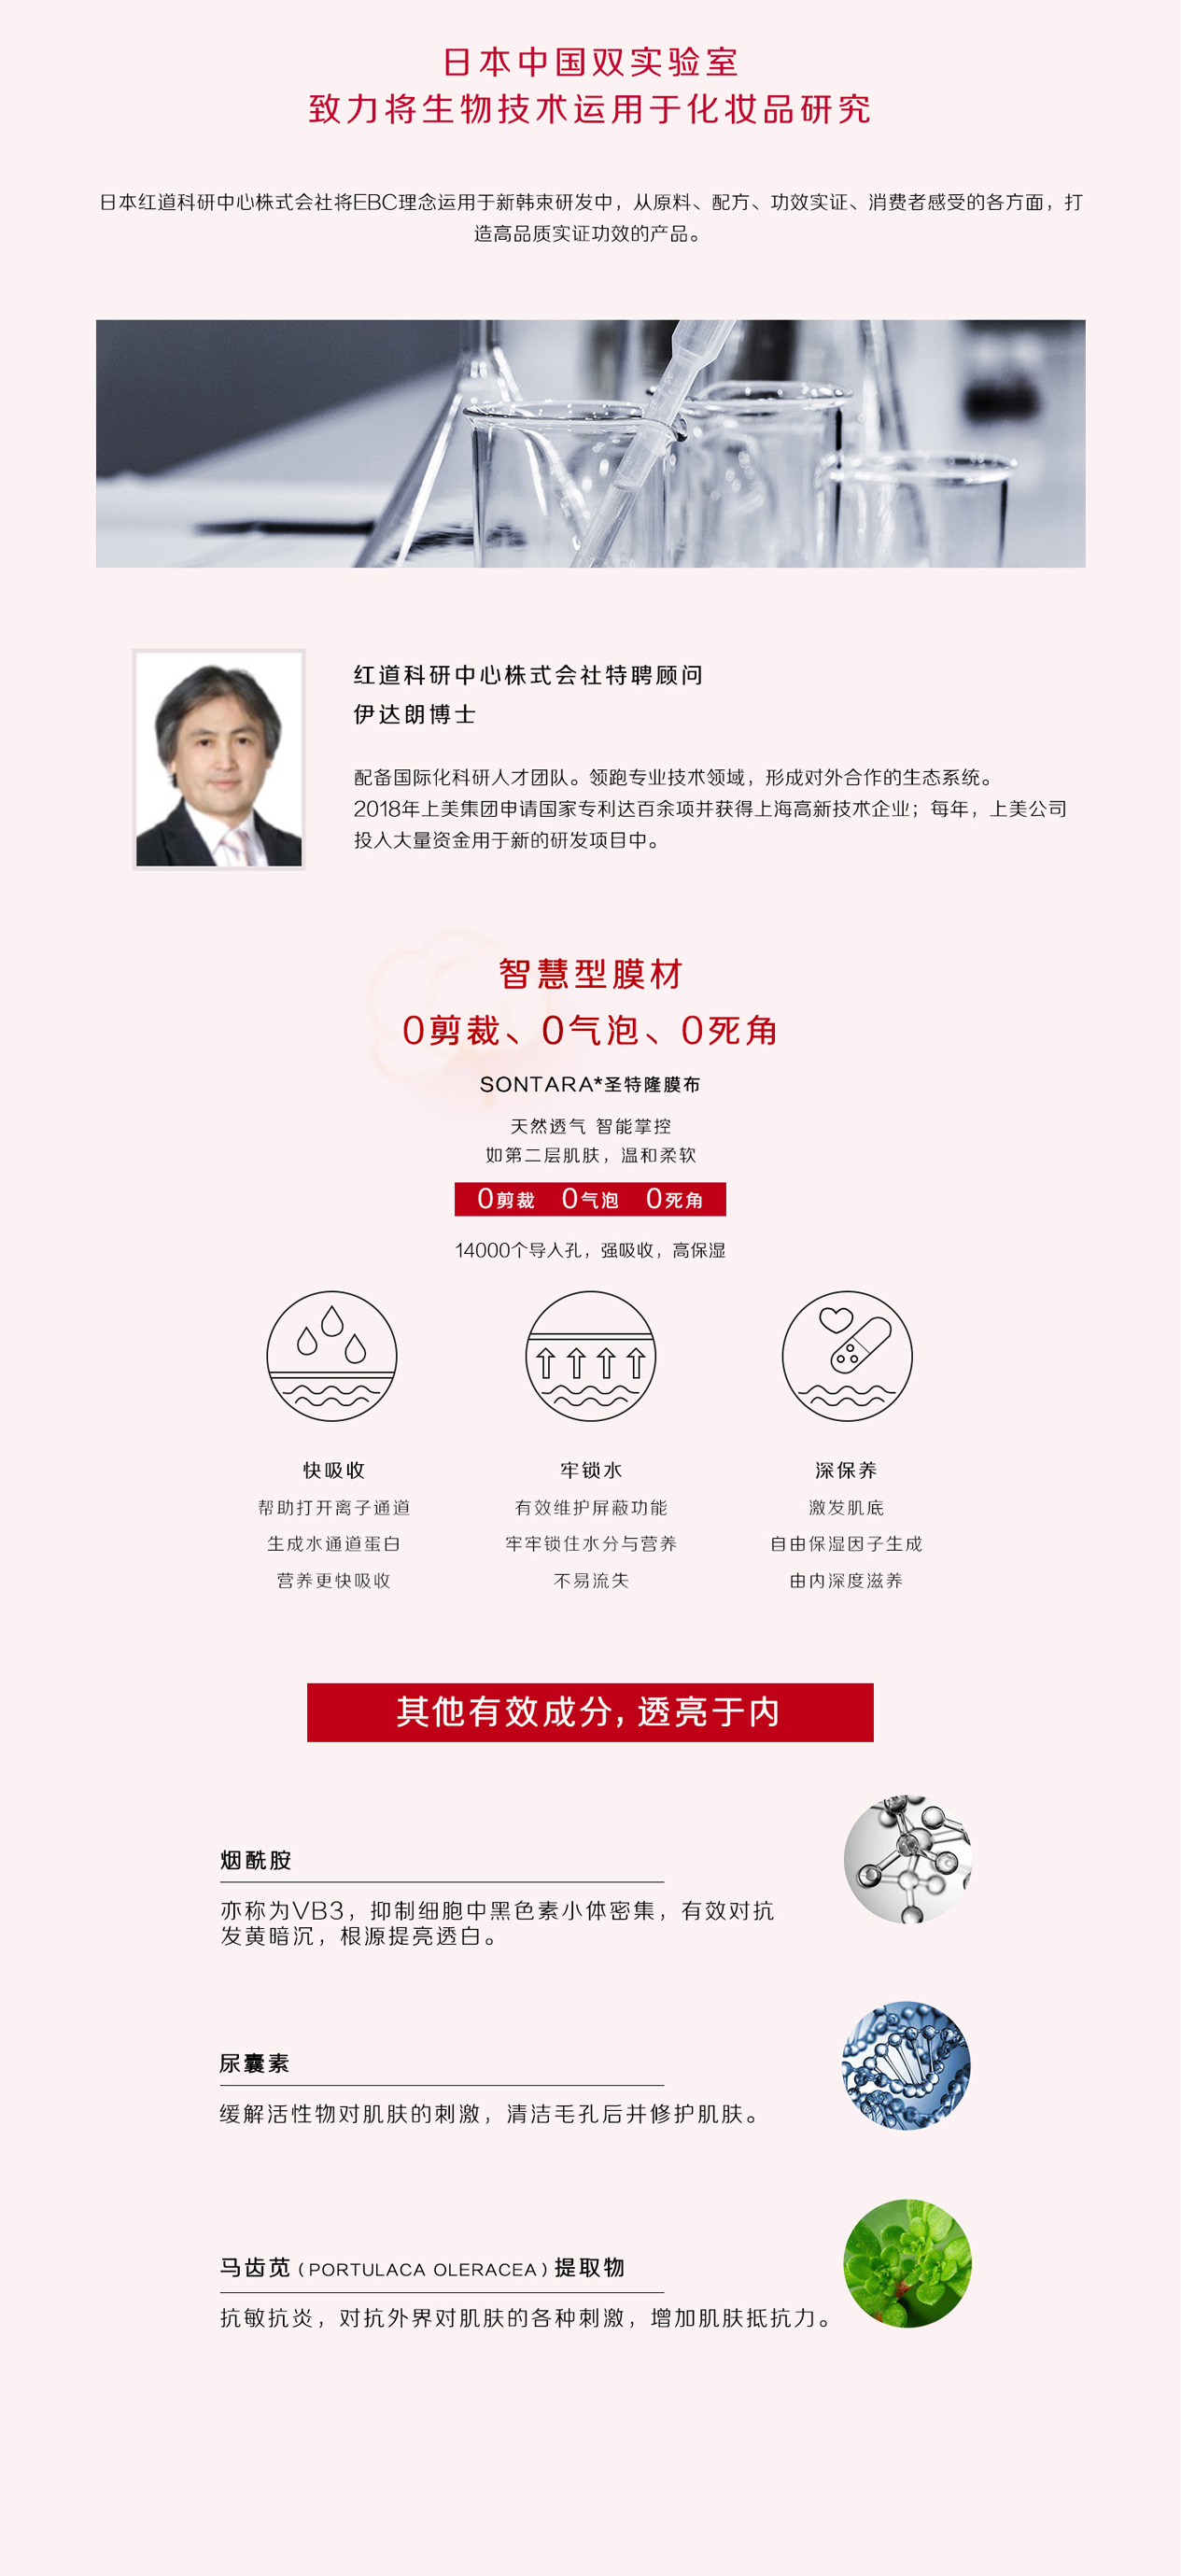 日本中国双实验室
致力将生物技术运用于化妆品研究
日本红道科研中心株式会社将EBC理念运用于新韩束研发中，从原料、配方、功效实证、消费者感受的各方面，打
造高品质实证功效的产品。
红道科研中心株式会社特聘顾问
伊达朗博士
配备国际化科研人才团队。领跑专业技术领域，形成对外合作的生态系统。
2018年上美集团申请国家专利达百余项并获得上海高新技术企业；每年，上美公司
投入大量资金用于新的研发项目中。
智慧型膜材
0剪裁、0气泡、0死角
SONTARA*圣特隆膜布
天然透气 智能掌控
如第二层肌肤，温和柔软
0剪裁 0气泡 0死角
14000个导入孔，强吸收，高保湿
快吸收
帮助打开离子通道
生成水通道蛋白
营养更快吸收
牢锁水
有效维护屏蔽功能
牢牢锁住水分与营养
不易流失
深保养
激发肌底
自由保湿因子生成
由内深度滋养
其他有效成分，透亮于内
烟酰胺
亦称为VB3，抑制细胞中黑色素小体密集，有效对抗
发黄暗沉，根源提亮透白。
尿囊素
缓解活性物对肌肤的刺激，清洁毛孔后并修护肌肤。
马齿苋（PORTULACA OLERACEA）提取物
抗敏抗炎，对抗外界对肌肤的各种刺激，增加肌肤抵抗力。